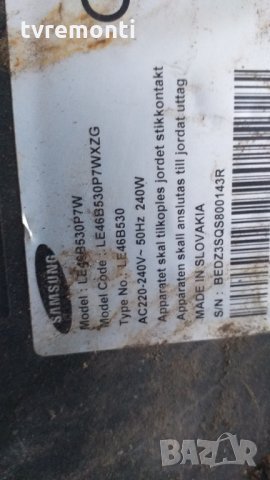 tvremonti
SAMSUNG
Model : LE46B530P7W
Model Code : LE46B530P7WXZG
Type No. : LE46B530
AC220-240V~ 50Hz 240W
Apparatet skal tilkoples jordet stikkontakt
Apparaten skall anslutas till jordat uttag
MADE IN SLOVAKIA
S/N : BEDZ3SQS800143R
BAZAR